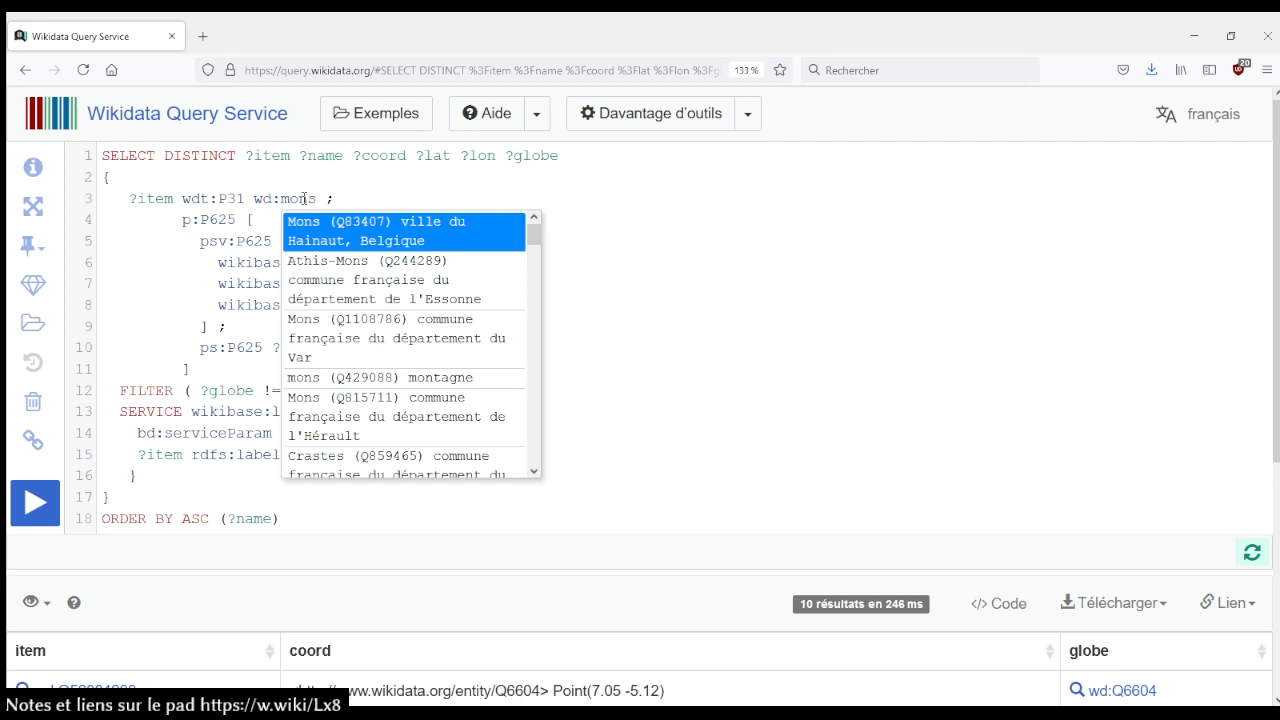 Wikidata Query Service
https://query.wikidata.org/#SELECT DISTINCT %3Fitem %3Fname %3Fcoord %3Flat %3Flon %3Fg
133 %
Rechercher
20
Wikidata Query Service
Exemples
Aide
Davantage d'outils
français
1 SELECT DISTINCT ?item ?name ?coord ?lat ?lon ?globe
2 {
3 ?item wdt:P31 wd:mons ;
4 p:P625 [
5 psv:P625
6 wikibas
7 wikibas
8 wikibas
9 ] ;
10 ps:P625 ?
11 ]
12 FILTER ( ?globe !=
13 SERVICE wikibase:l
14 bd:serviceParam
15 ?item rdfs:label
16 }
17 }
18 ORDER BY ASC (?name)
Mons (Q83407) ville du
Hainaut, Belgique
Athis-Mons (Q244289)
commune française du
département de l'Essonne
Mons (Q1108786) commune
française du département du
Var
mons (Q429088) montagne
Mons (Q815711) commune
française du département de
l'Hérault
Crastes (Q859465) commune
française du département du
10 résultats en 246 ms
</> Code
Télécharger
Lien
item
coord
globe
ww.wikidata.org/entity/Q6604> Point(7.05 -5.12)
wd:Q6604
Notes et liens sur le pad https://w.wiki/Lx8